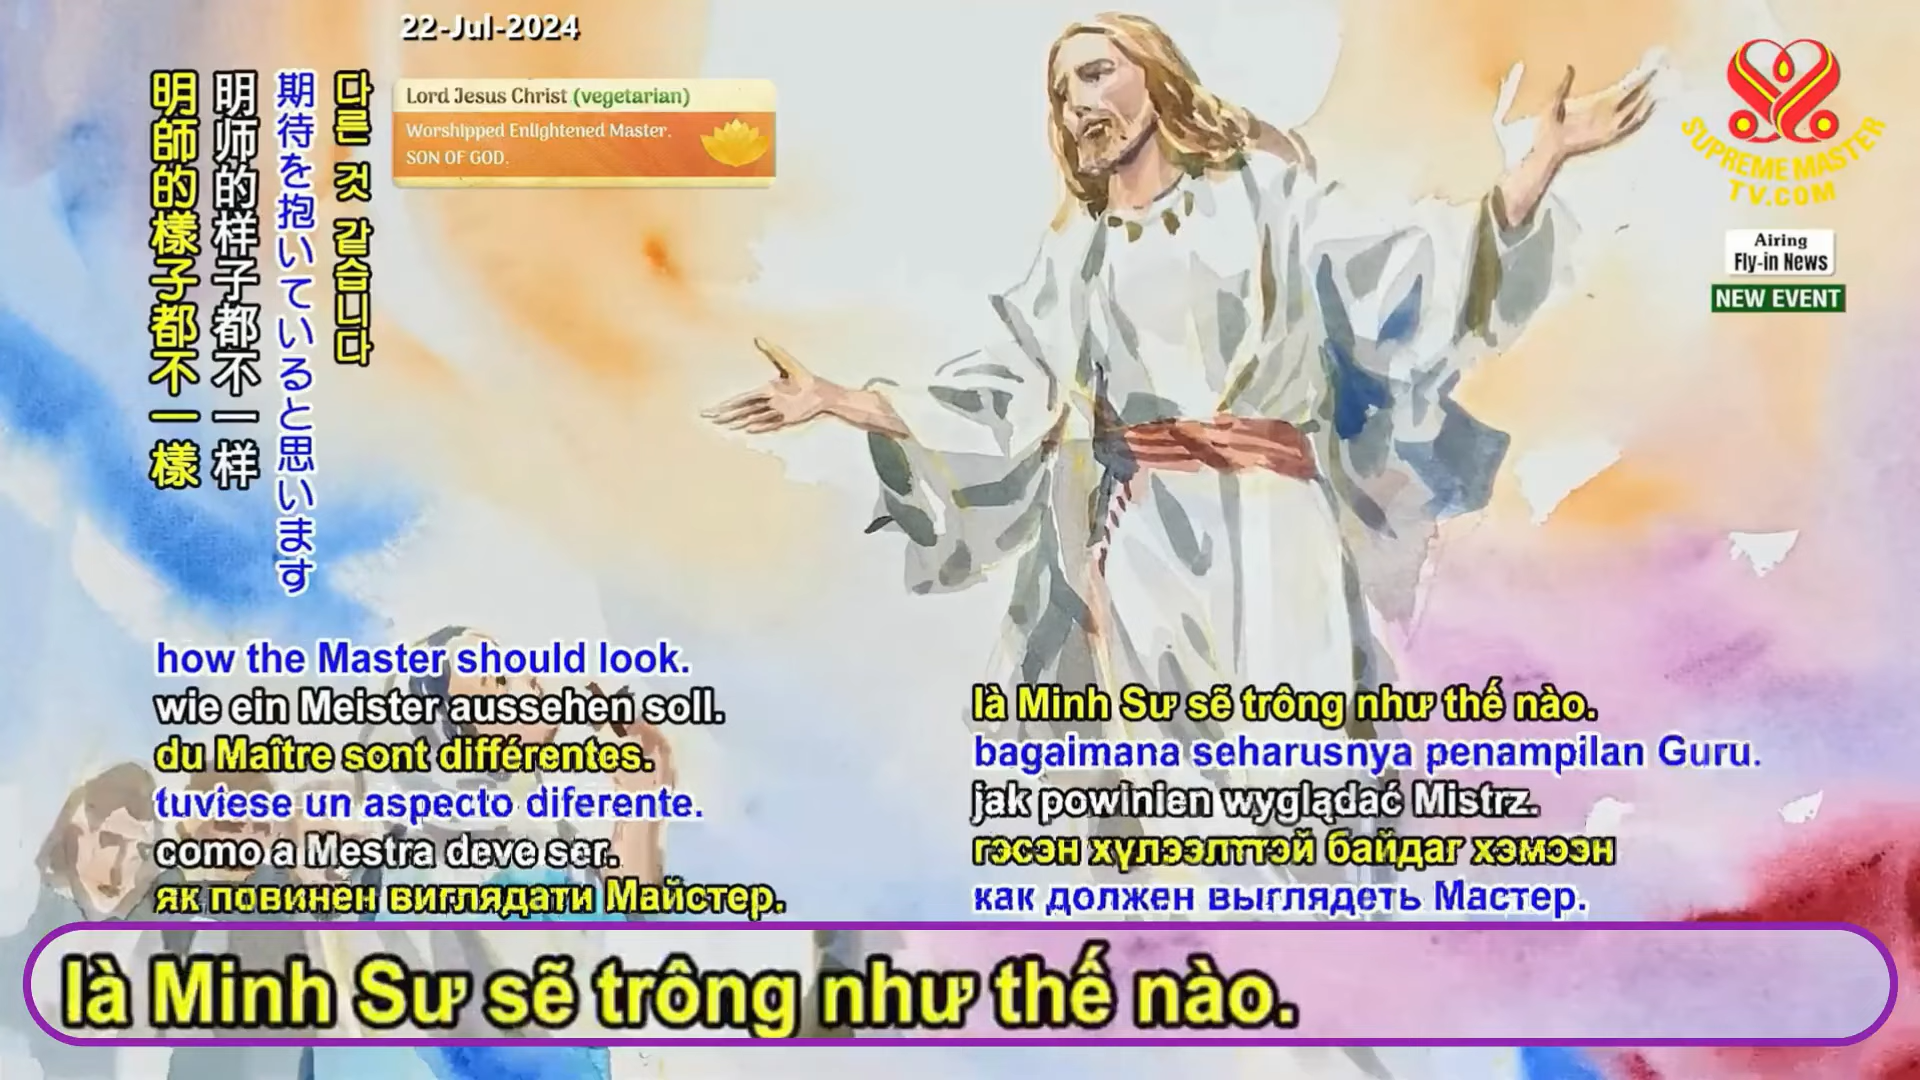 22-Jul-2024
Lord Jesus Christ (vegetarian)
Worshipped Enlightened Master.
SON OF GOD.
明師的樣子都不一樣
明师的样子都不一样
期待を抱いていると思います
다른 것 같습니다
SUPREME MASTER
TV.COM
Airing
Fly-in News
NEW EVENT
how the Master should look.
wie ein Meister aussehen soll.
du Maître sont différentes.
tuviese un aspecto diferente.
como a Mestra deve ser.
як повинен виглядати Майстер.
là Minh Sư sẽ trông như thế nào.
bagaimana seharusnya penampilan Guru.
jak powinien wyglądać Mistrz.
гэсэн хүлээлттэй байдаг хэмээн
как должен выглядеть Мастер.
là Minh Sư sẽ trông như thế nào.